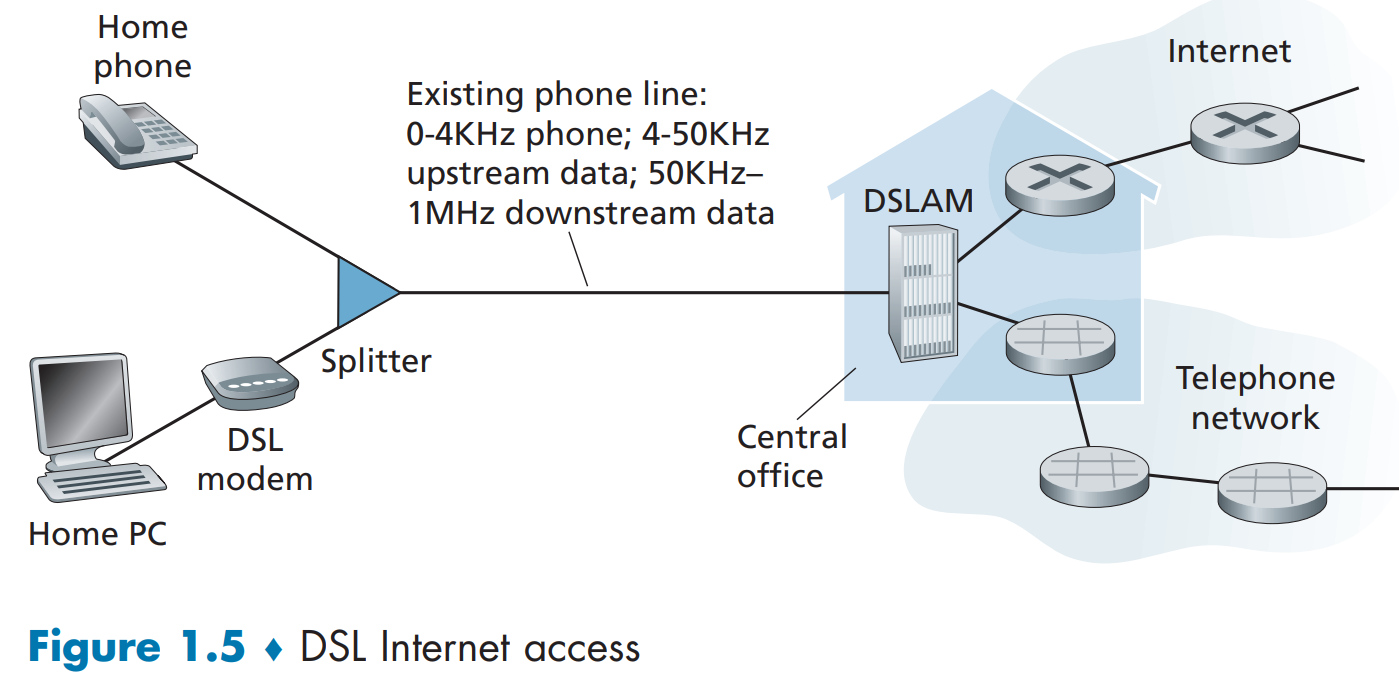 Home
phone
Existing phone line:
0-4KHz phone; 4-50KHz
upstream data; 50KHz–
1MHz downstream data
Internet
DSLAM
Splitter
DSL
modem
Home PC
Central
office
Telephone
network
Figure 1.5 ♦ DSL Internet access